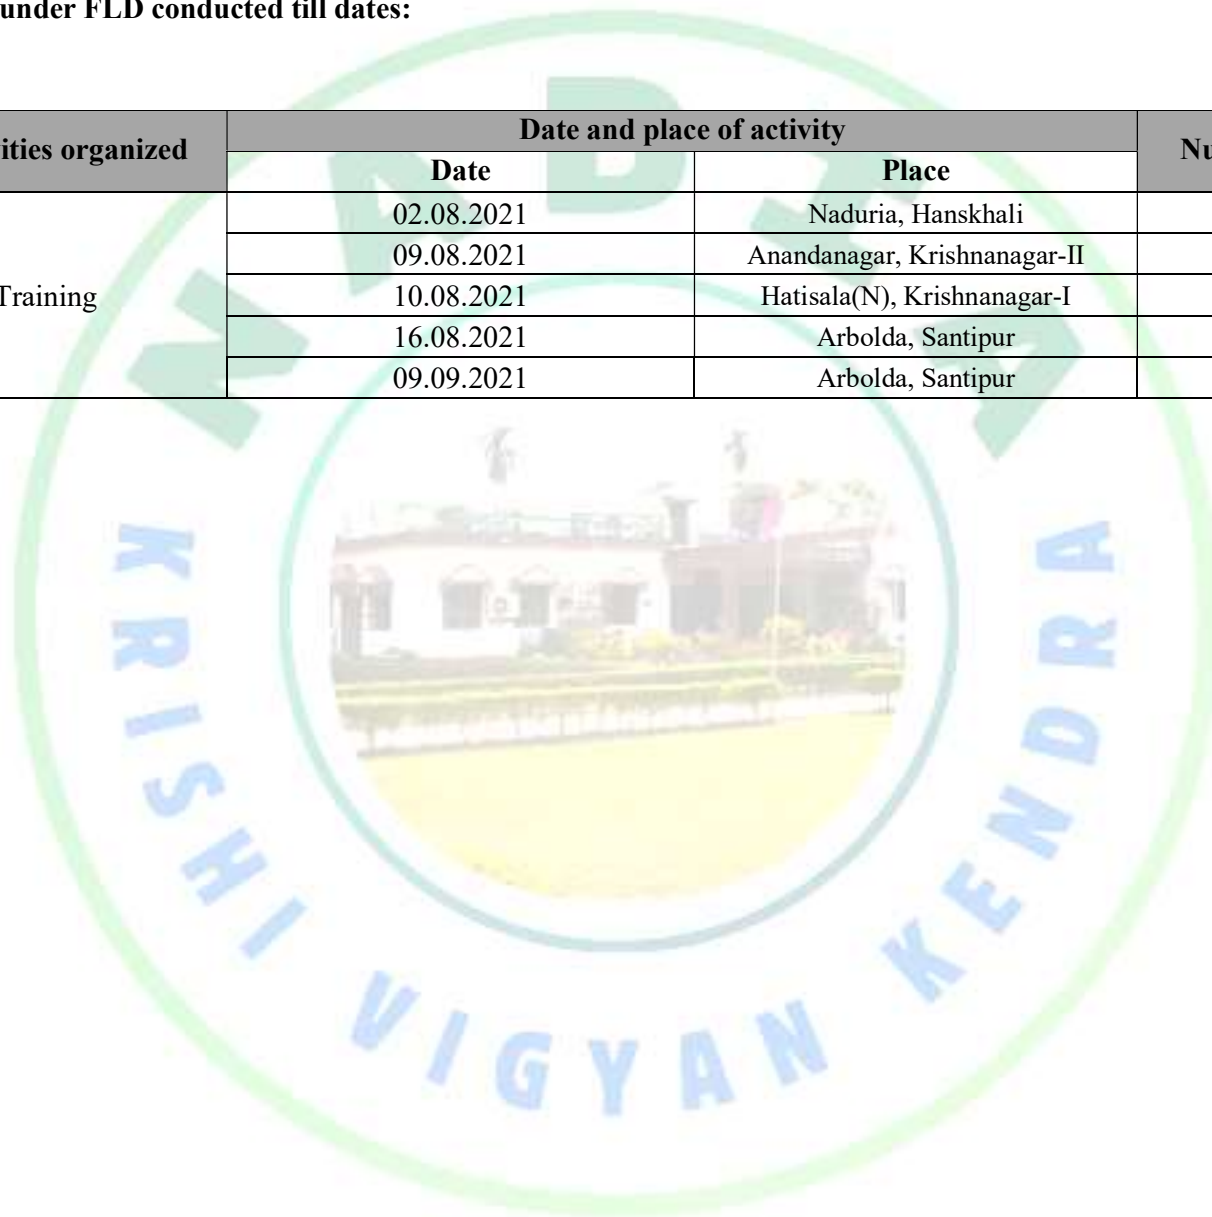 under FLD conducted till dates:
ities organized Date and place of activity Nu
Date Place
Training
02.08.2021 Naduria, Hanskhali
09.08.2021 Anandanagar, Krishnanagar-II
10.08.2021 Hatisala(N), Krishnanagar-I
16.08.2021 Arbolda, Santipur
09.09.2021 Arbolda, Santipur
NADIA
KRISHI VIGYAN KENDRA